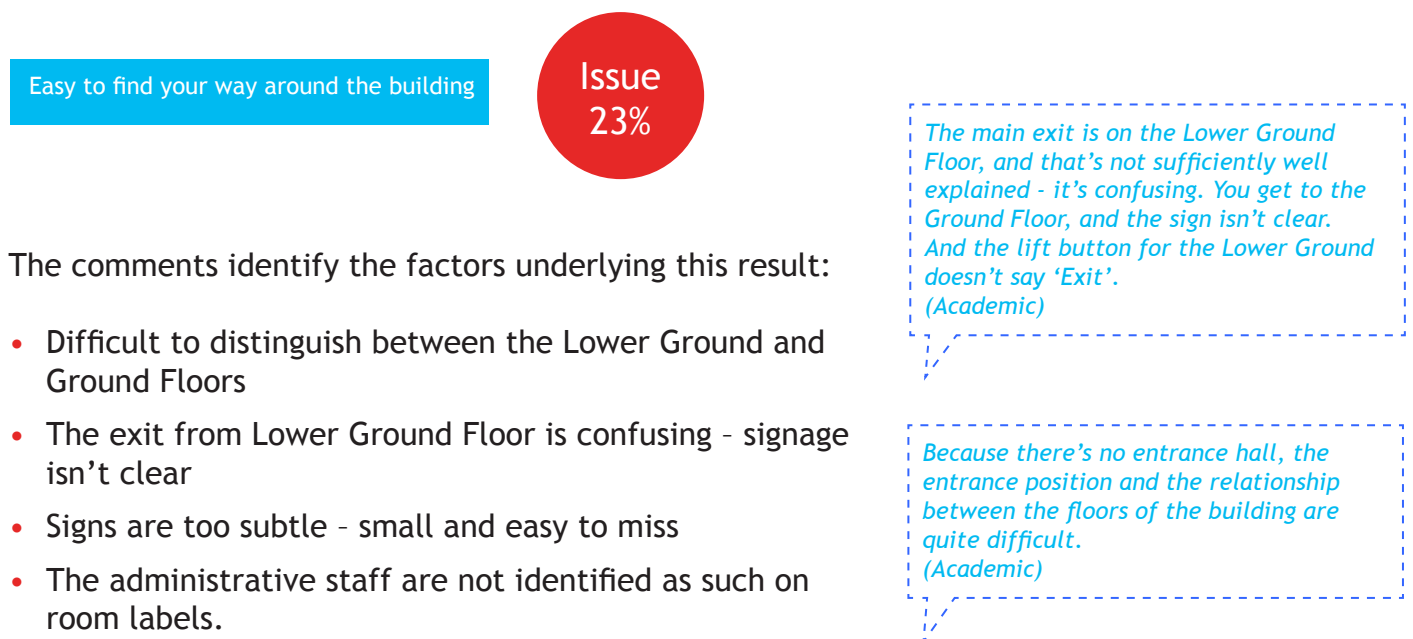 Easy to find your way around the building
Issue
23%
The comments identify the factors underlying this result:
• Difficult to distinguish between the Lower Ground and
Ground Floors
• The exit from Lower Ground Floor is confusing – signage
isn’t clear
• Signs are too subtle – small and easy to miss
• The administrative staff are not identified as such on
room labels.
The main exit is on the Lower Ground
Floor, and that’s not sufficiently well
explained - it’s confusing. You get to the
Ground Floor, and the sign isn’t clear.
And the lift button for the Lower Ground
doesn’t say ‘Exit’.
(Academic)
Because there’s no entrance hall, the
entrance position and the relationship
between the floors of the building are
quite difficult.
(Academic)